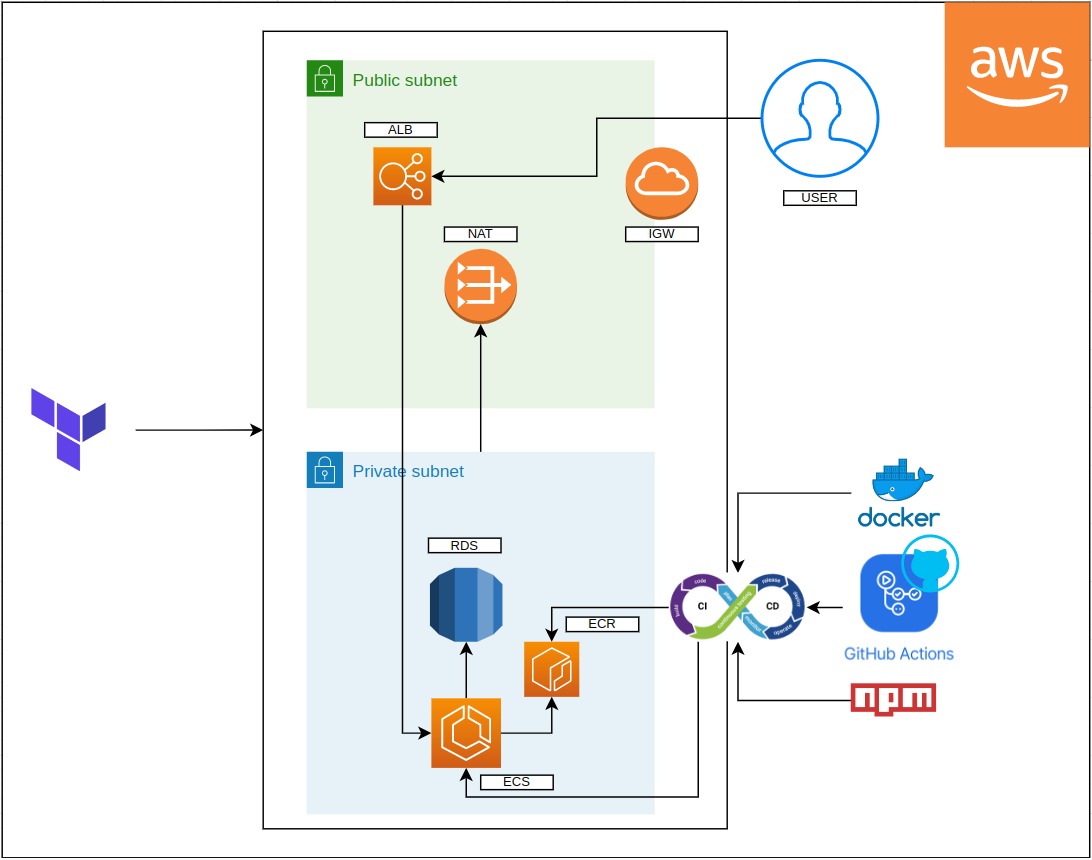 aws
Public subnet
ALB
USER
NAT
IGW
Private subnet
docker
RDS
code
release
build
plan
CI
continuous testing
CD
deploy
monitor
operate
ECR
GitHub Actions
npm
ECS